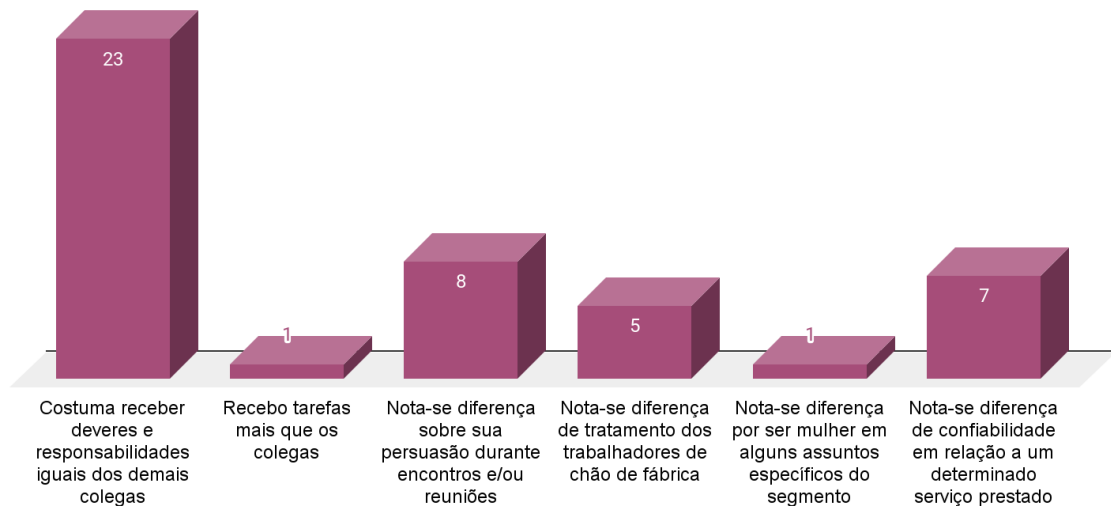 23
1
8
5
1
7
Costuma receber
deveres e
responsabilidades
iguais dos demais
colegas
Recebo tarefas
mais que os
colegas
Nota-se diferença
sobre sua
persuasão durante
encontros e/ou
reuniões
Nota-se diferença
de tratamento dos
trabalhadores de
chão de fábrica
Nota-se diferença
por ser mulher em
alguns assuntos
específicos do
segmento
Nota-se diferença
de confiabilidade
em relação a um
determinado
serviço prestado